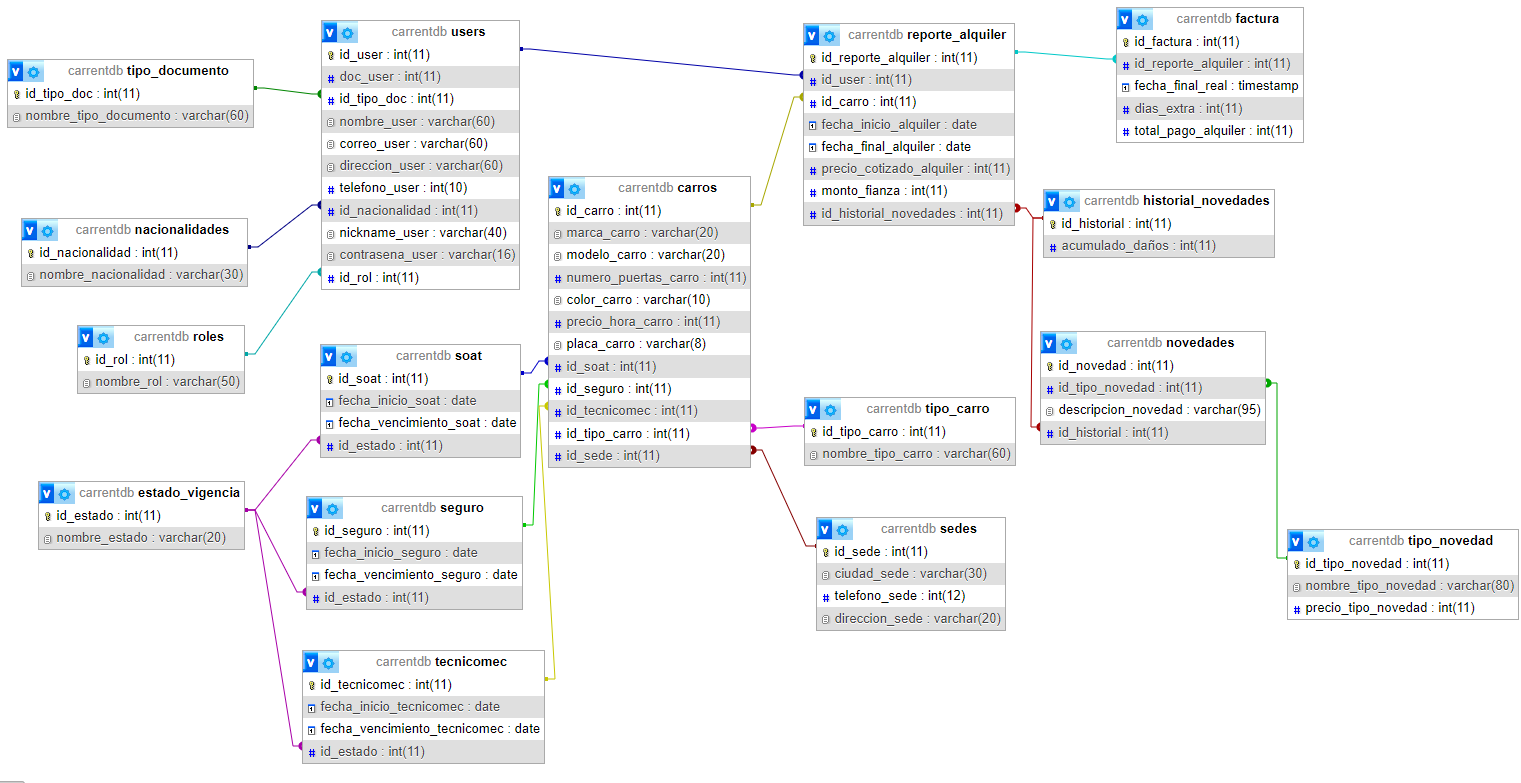 carrentdb tipo_documento
id_tipo_doc : int(11)
nombre_tipo_documento : varchar(60)
carrentdb nacionalidades
id_nacionalidad : int(11)
nombre_nacionalidad : varchar(30)
carrentdb roles
id_rol : int(11)
nombre_rol : varchar(50)
carrentdb estado_vigencia
id_estado : int(11)
nombre_estado : varchar(20)
carrentdb users
id_user : int(11)
doc_user : int(11)
id_tipo_doc : int(11)
nombre_user : varchar(60)
correo_user : varchar(60)
direccion_user : varchar(60)
telefono_user : int(10)
id_nacionalidad : int(11)
nickname_user : varchar(40)
contrasena_user : varchar(16)
id_rol : int(11)
carrentdb soat
id_soat : int(11)
fecha_inicio_soat : date
fecha_vencimiento_soat : date
id_estado : int(11)
carrentdb seguro
id_seguro : int(11)
fecha_inicio_seguro : date
fecha_vencimiento_seguro : date
id_estado : int(11)
carrentdb tecnicomec
id_tecnicomec : int(11)
fecha_inicio_tecnicomec : date
fecha_vencimiento_tecnicomec : date
id_estado : int(11)
carrentdb carros
id_carro : int(11)
marca_carro : varchar(20)
modelo_carro : varchar(20)
numero_puertas_carro : int(11)
color_carro : varchar(10)
precio_hora_carro : int(11)
placa_carro : varchar(8)
id_soat : int(11)
id_seguro : int(11)
id_tecnicomec : int(11)
id_tipo_carro : int(11)
id_sede : int(11)
carrentdb reporte_alquiler
id_reporte_alquiler : int(11)
id_user : int(11)
id_carro : int(11)
fecha_inicio_alquiler : date
fecha_final_alquiler : date
precio_cotizado_alquiler : int(11)
monto_fianza : int(11)
id_historial_novedades : int(11)
carrentdb tipo_carro
id_tipo_carro : int(11)
nombre_tipo_carro : varchar(60)
carrentdb sedes
id_sede : int(11)
ciudad_sede : varchar(30)
telefono_sede : int(12)
direccion_sede : varchar(20)
carrentdb factura
id_factura : int(11)
id_reporte_alquiler : int(11)
fecha_final_real : timestamp
dias_extra : int(11)
total_pago_alquiler : int(11)
carrentdb historial_novedades
id_historial : int(11)
acumulado_daños : int(11)
carrentdb novedades
id_novedad : int(11)
id_tipo_novedad : int(11)
descripcion_novedad : varchar(95)
id_historial : int(11)
carrentdb tipo_novedad
id_tipo_novedad : int(11)
nombre_tipo_novedad : varchar(80)
precio_tipo_novedad : int(11)